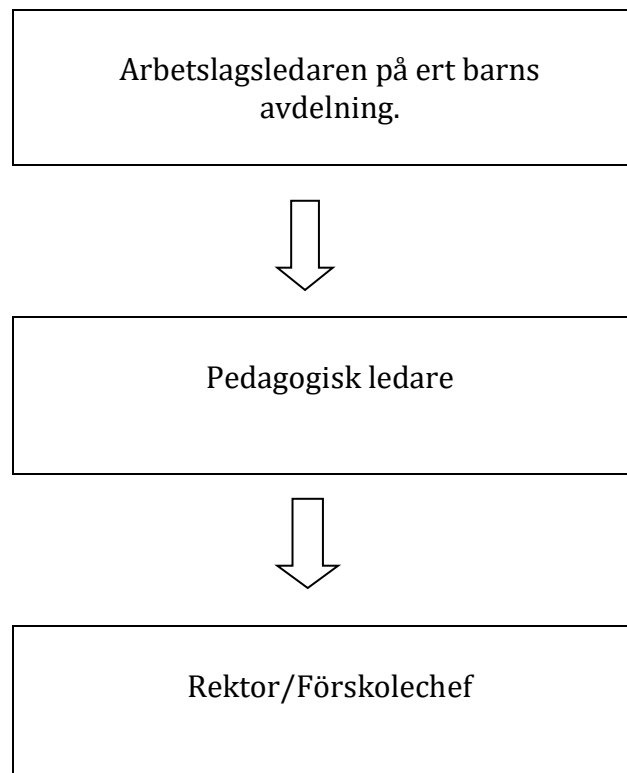 Arbetslagsledaren på ert barns
avdelning.
Pedagogisk ledare
Rektor/Förskolechef